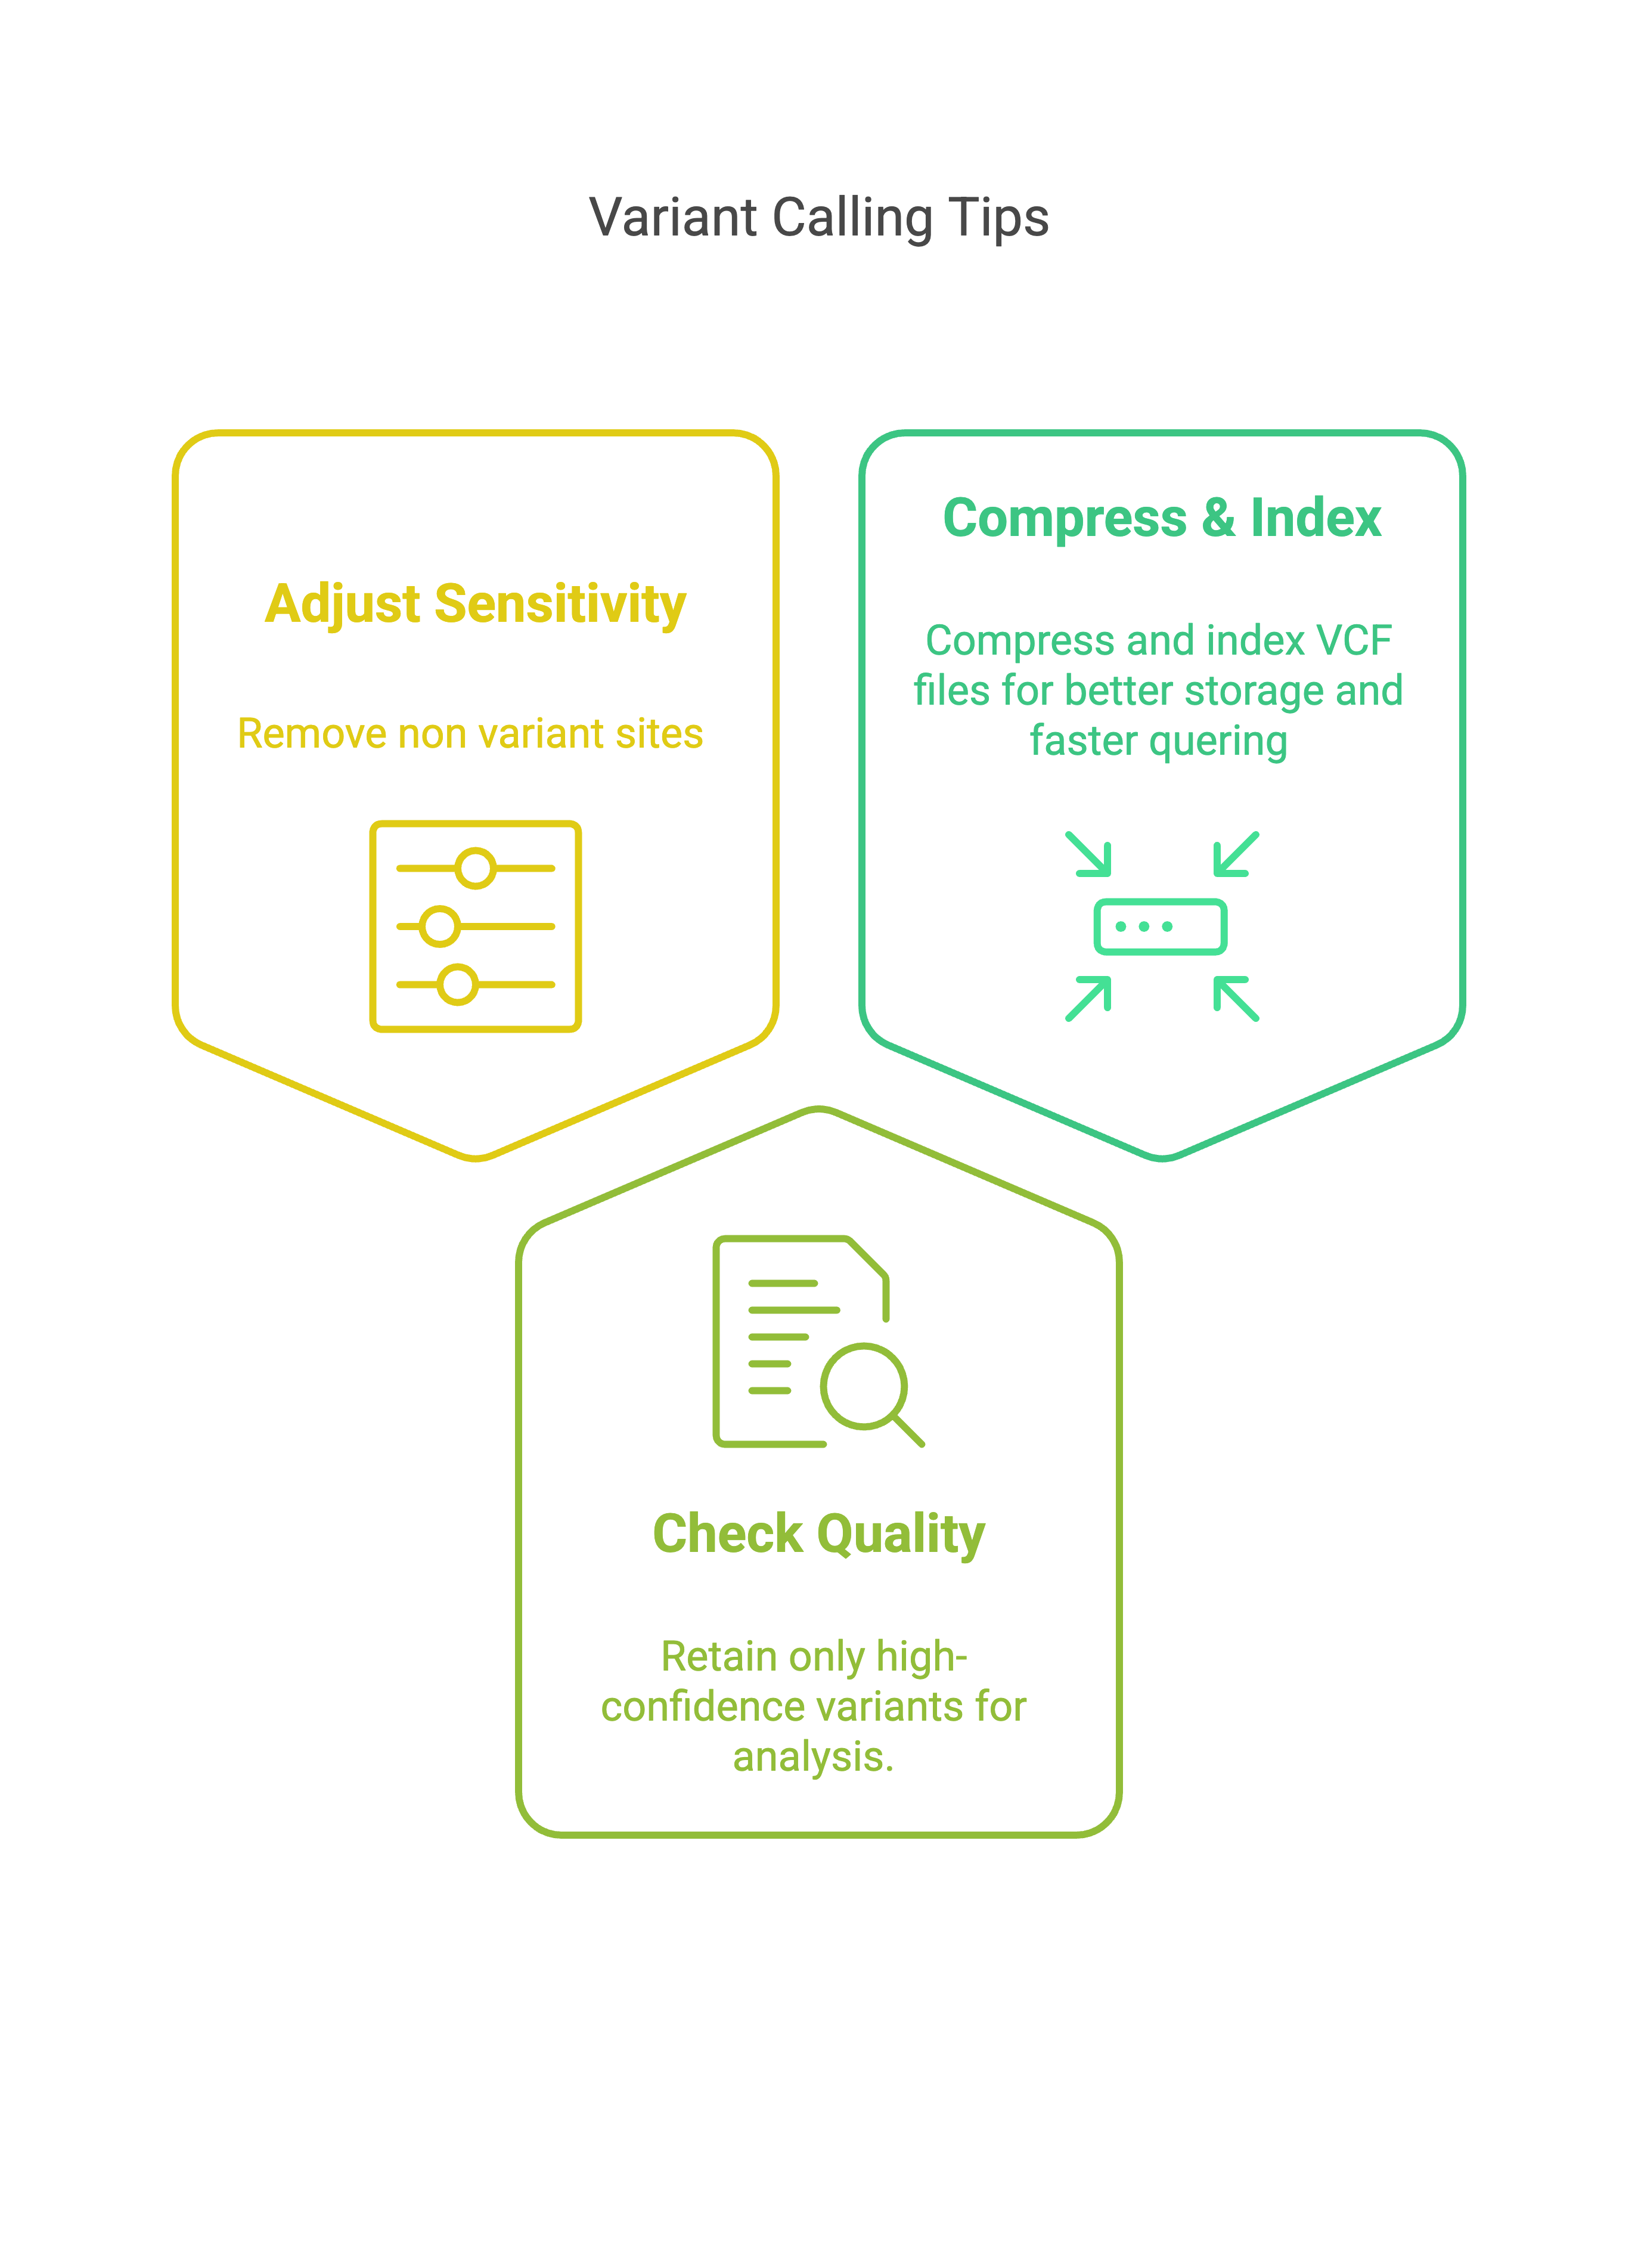 Variant Calling Tips
Adjust Sensitivity
Remove non variant sites
Compress & Index
Compress and index VCF
files for better storage and
faster quering
Check Quality
Retain only high-
confidence variants for
analysis.